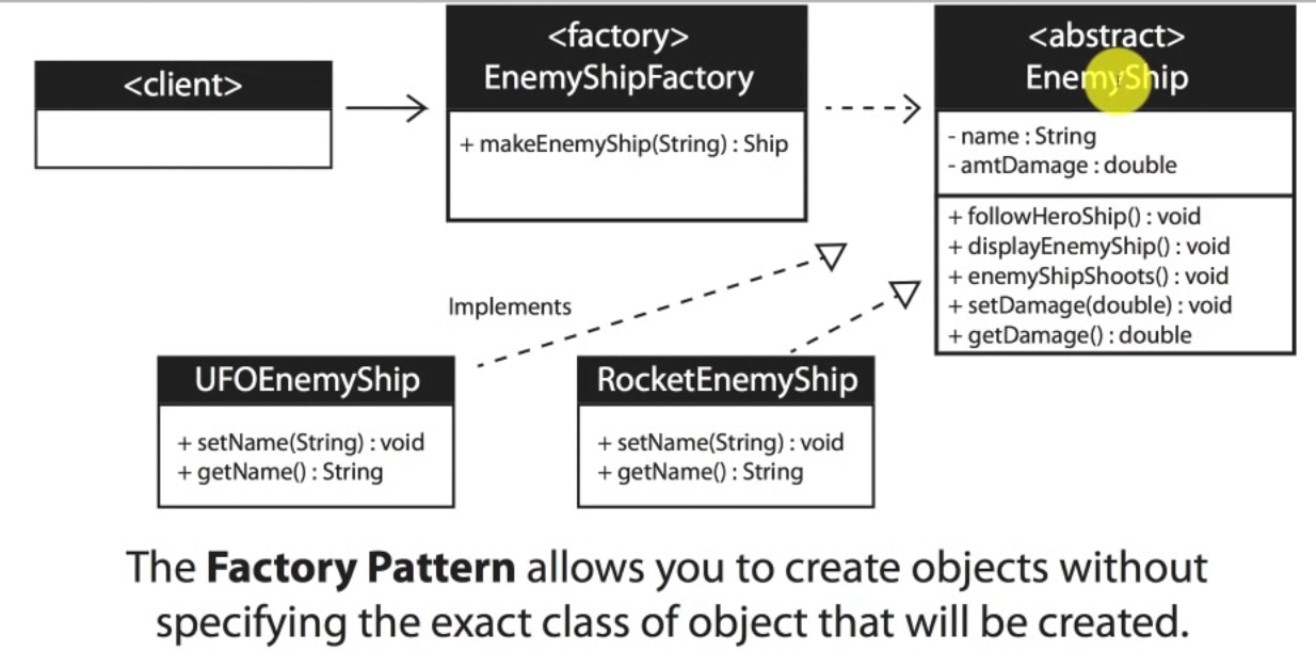 <client>
<factory>
EnemyShipFactory
+ makeEnemyShip(String) : Ship
<abstract>
EnemyShip
- name : String
- amtDamage : double
+ followHeroShip() : void
+ displayEnemyShip() : void
+ enemyShipShoots() : void
+ setDamage(double) : void
+ getDamage() : double
Implements
UFOEnemyShip
+ setName(String) : void
+ getName() : String
RocketEnemyShip
+ setName(String) : void
+ getName() : String
The Factory Pattern allows you to create objects without
specifying the exact class of object that will be created.